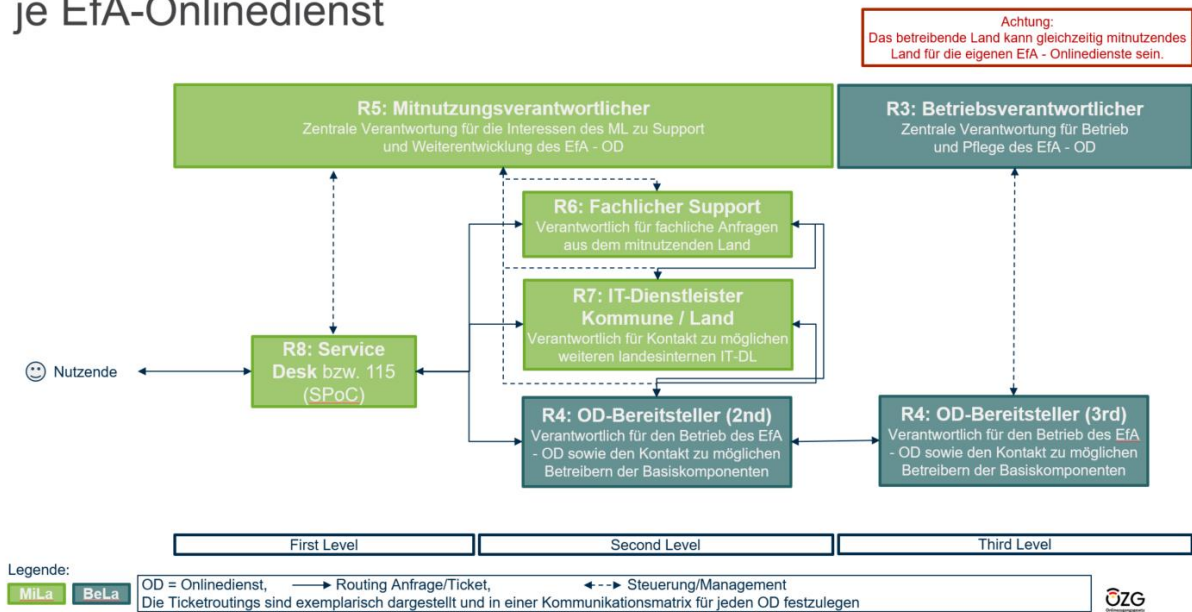 je EfA-Onlinedienst
Achtung:
Das betreibende Land kann gleichzeitig mitnutzendes
Land für die eigenen EfA - Onlinedienste sein.
R5: Mitnutzungsverantwortlicher
Zentrale Verantwortung für die Interessen des ML zu Support
und Weiterentwicklung des EfA - OD
R3: Betriebsverantwortlicher
Zentrale Verantwortung für Betrieb
und Pflege des EfA - OD
R6: Fachlicher Support
Verantwortlich für fachliche Anfragen
aus dem mitnutzenden Land
R7: IT-Dienstleister
Kommune / Land
Verantwortlich für Kontakt zu möglichen
weiteren landesinternen IT-DL
Nutzende
R8: Service
Desk bzw. 115
(SPoC)
R4: OD-Bereitsteller (2nd)
Verantwortlich für den Betrieb des EfA
- OD sowie den Kontakt zu möglichen
Betreibern der Basiskomponenten
R4: OD-Bereitsteller (3rd)
Verantwortlich für den Betrieb des EfA
- OD sowie den Kontakt zu möglichen
Betreibern der Basiskomponenten
First Level
Second Level
Third Level
Legende:
MiLa
BeLa
OD = Onlinedienst, Routing Anfrage/Ticket, Steuerung/Management
Die Ticketroutings sind exemplarisch dargestellt und in einer Kommunikationsmatrix für jeden OD festzulegen
OZG